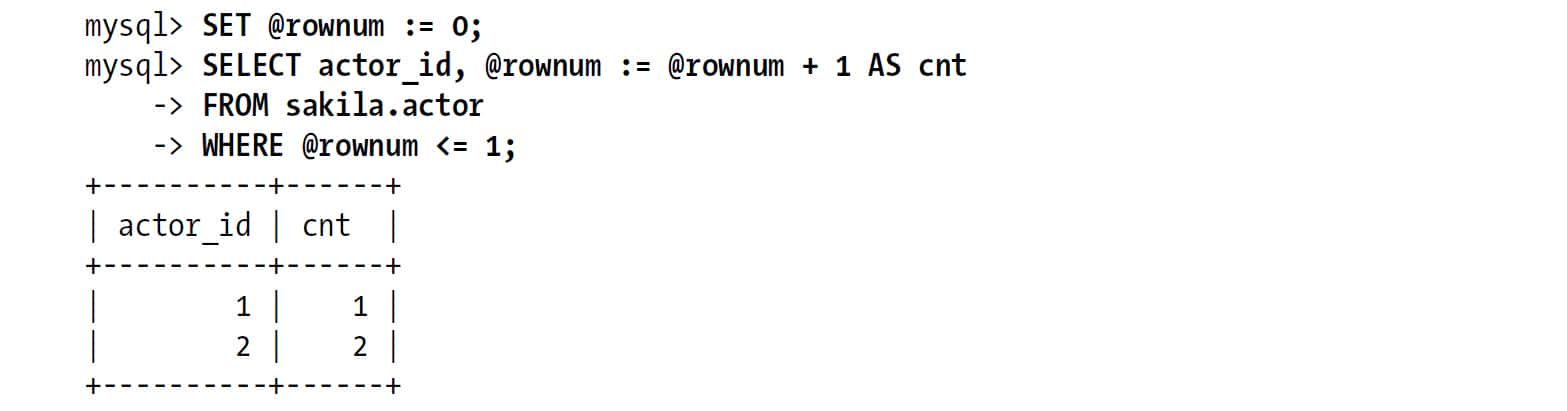 mysql> SET @rownum := 0;
mysql> SELECT actor_id, @rownum := @rownum + 1 AS cnt
    -> FROM sakila.actor
    -> WHERE @rownum <= 1;
+----------+------+
| actor_id | cnt  |
+----------+------+
|        1 |    1 |
|        2 |    2 |
+----------+------+